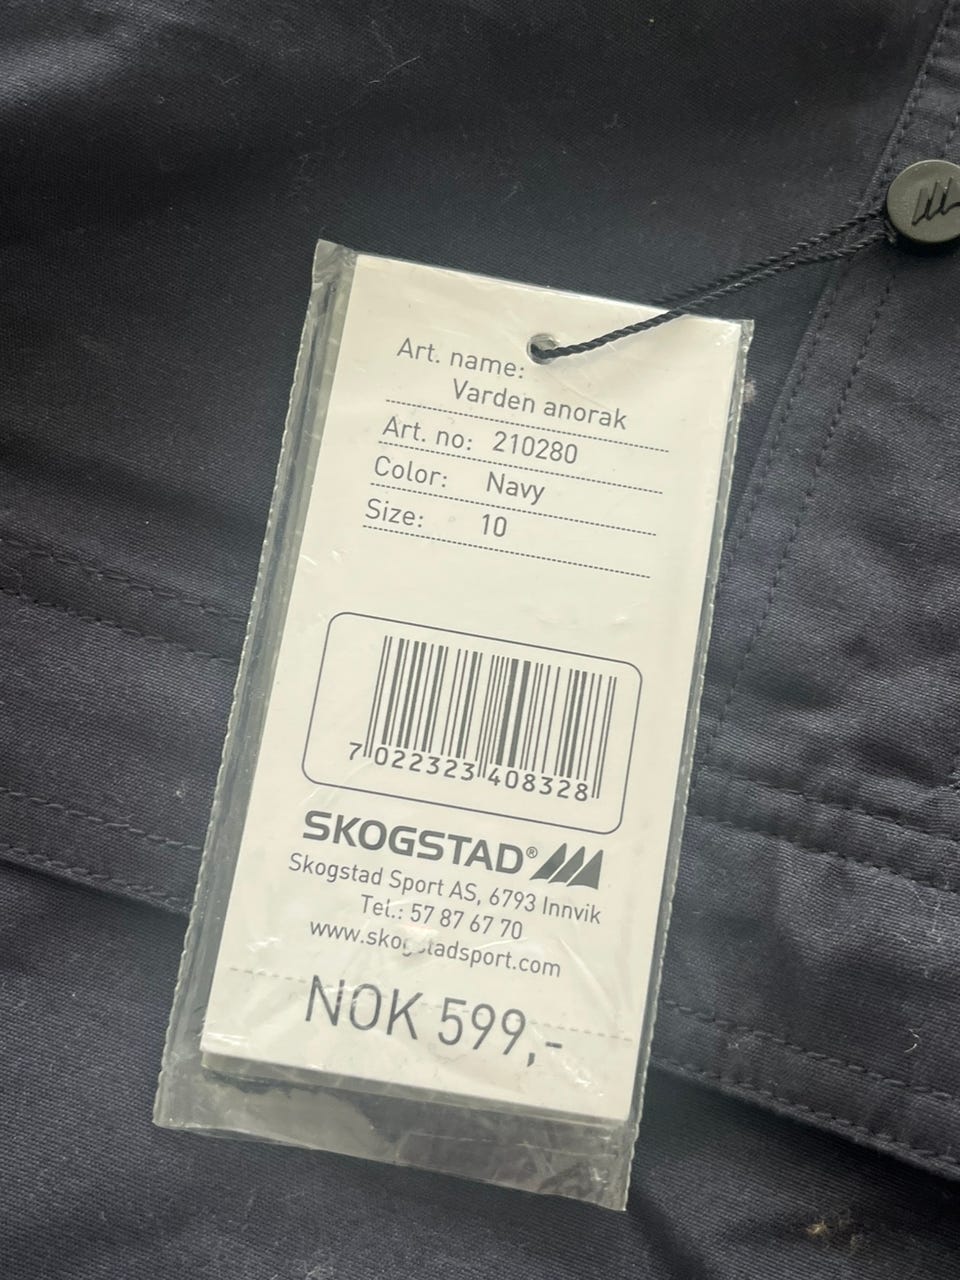 Art. name:
Varden anorak
Art. no: 210280
Color: Navy
Size: 10
7 022323 408328
SKOGSTAD®
Skogstad Sport AS, 6793 Innvik
Tel.: 57 87 67 70
www.skogstadsport.com
NOK 599,-